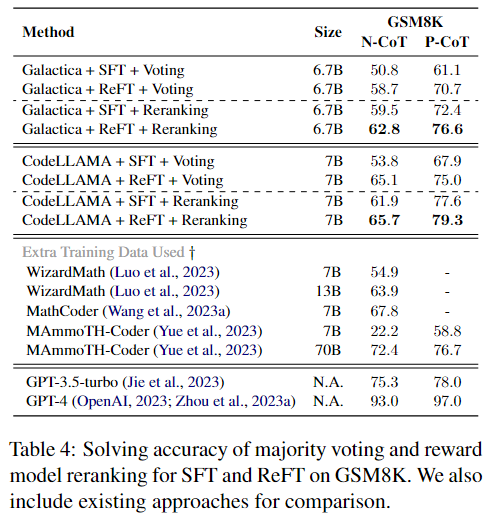 Method Size GSM8K
N-CoT P-CoT
Galactica + SFT + Voting 6.7B 50.8 61.1
Galactica + ReFT + Voting 6.7B 58.7 70.7
Galactica + SFT + Reranking 6.7B 59.5 72.4
Galactica + ReFT + Reranking 6.7B 62.8 76.6
CodeLLAMA + SFT + Voting 7B 53.8 67.9
CodeLLAMA + ReFT + Voting 7B 65.1 75.0
CodeLLAMA + SFT + Reranking 7B 61.9 77.6
CodeLLAMA + ReFT + Reranking 7B 65.7 79.3
Extra Training Data Used †
WizardMath (Luo et al., 2023) 7B 54.9 -
WizardMath (Luo et al., 2023) 13B 63.9 -
MathCoder (Wang et al., 2023a) 7B 67.8 -
MAmmoTH-Coder (Yue et al., 2023) 7B 22.2 58.8
MAmmoTH-Coder (Yue et al., 2023) 70B 72.4 76.7
GPT-3.5-turbo (Jie et al., 2023) N.A. 75.3 78.0
GPT-4 (OpenAI, 2023; Zhou et al., 2023a) N.A. 93.0 97.0
Table 4: Solving accuracy of majority voting and reward
model reranking for SFT and ReFT on GSM8K. We also
include existing approaches for comparison.